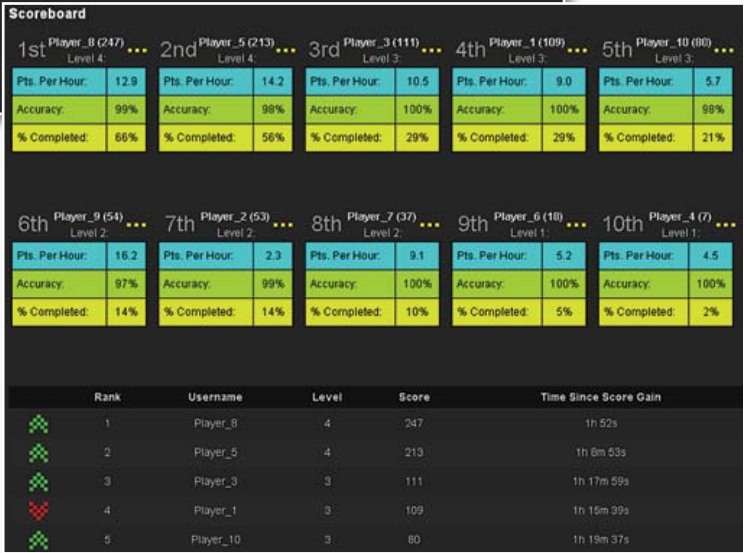 Scoreboard
1st Player_8 (247) ...
Level 4:
2nd Player_5 (213) ...
Level 4:
3rd Player_3 (111) ...
Level 3:
4th Player_1 (109) ...
Level 3:
5th Player_10 (80) ...
Level 3:
Pts. Per Hour: 12.9 Pts. Per Hour: 14.2 Pts. Per Hour: 10.5 Pts. Per Hour: 9.0 Pts. Per Hour: 5.7
Accuracy: 99% Accuracy: 98% Accuracy: 100% Accuracy: 100% Accuracy: 98%
% Completed: 66% % Completed: 56% % Completed: 29% % Completed: 29% % Completed: 21%
6th Player_9 (54) ...
Level 2:
7th Player_2 (53) ...
Level 2:
8th Player_7 (37) ...
Level 2:
9th Player_6 (18) ...
Level 1:
10th Player_4 (7) ...
Level 1:
Pts. Per Hour: 16.2 Pts. Per Hour: 2.3 Pts. Per Hour: 9.1 Pts. Per Hour: 5.2 Pts. Per Hour: 4.5
Accuracy: 97% Accuracy: 99% Accuracy: 100% Accuracy: 100% Accuracy: 100%
% Completed: 14% % Completed: 14% % Completed: 10% % Completed: 5% % Completed: 2%
Rank Username Level Score Time Since Score Gain
1 Player_8 4 247 1h 52s
2 Player_5 4 213 1h 6m 53s
3 Player_3 3 111 1h 17m 59s
4 Player_1 3 109 1h 15m 39s
5 Player_10 3 80 1h 19m 37s